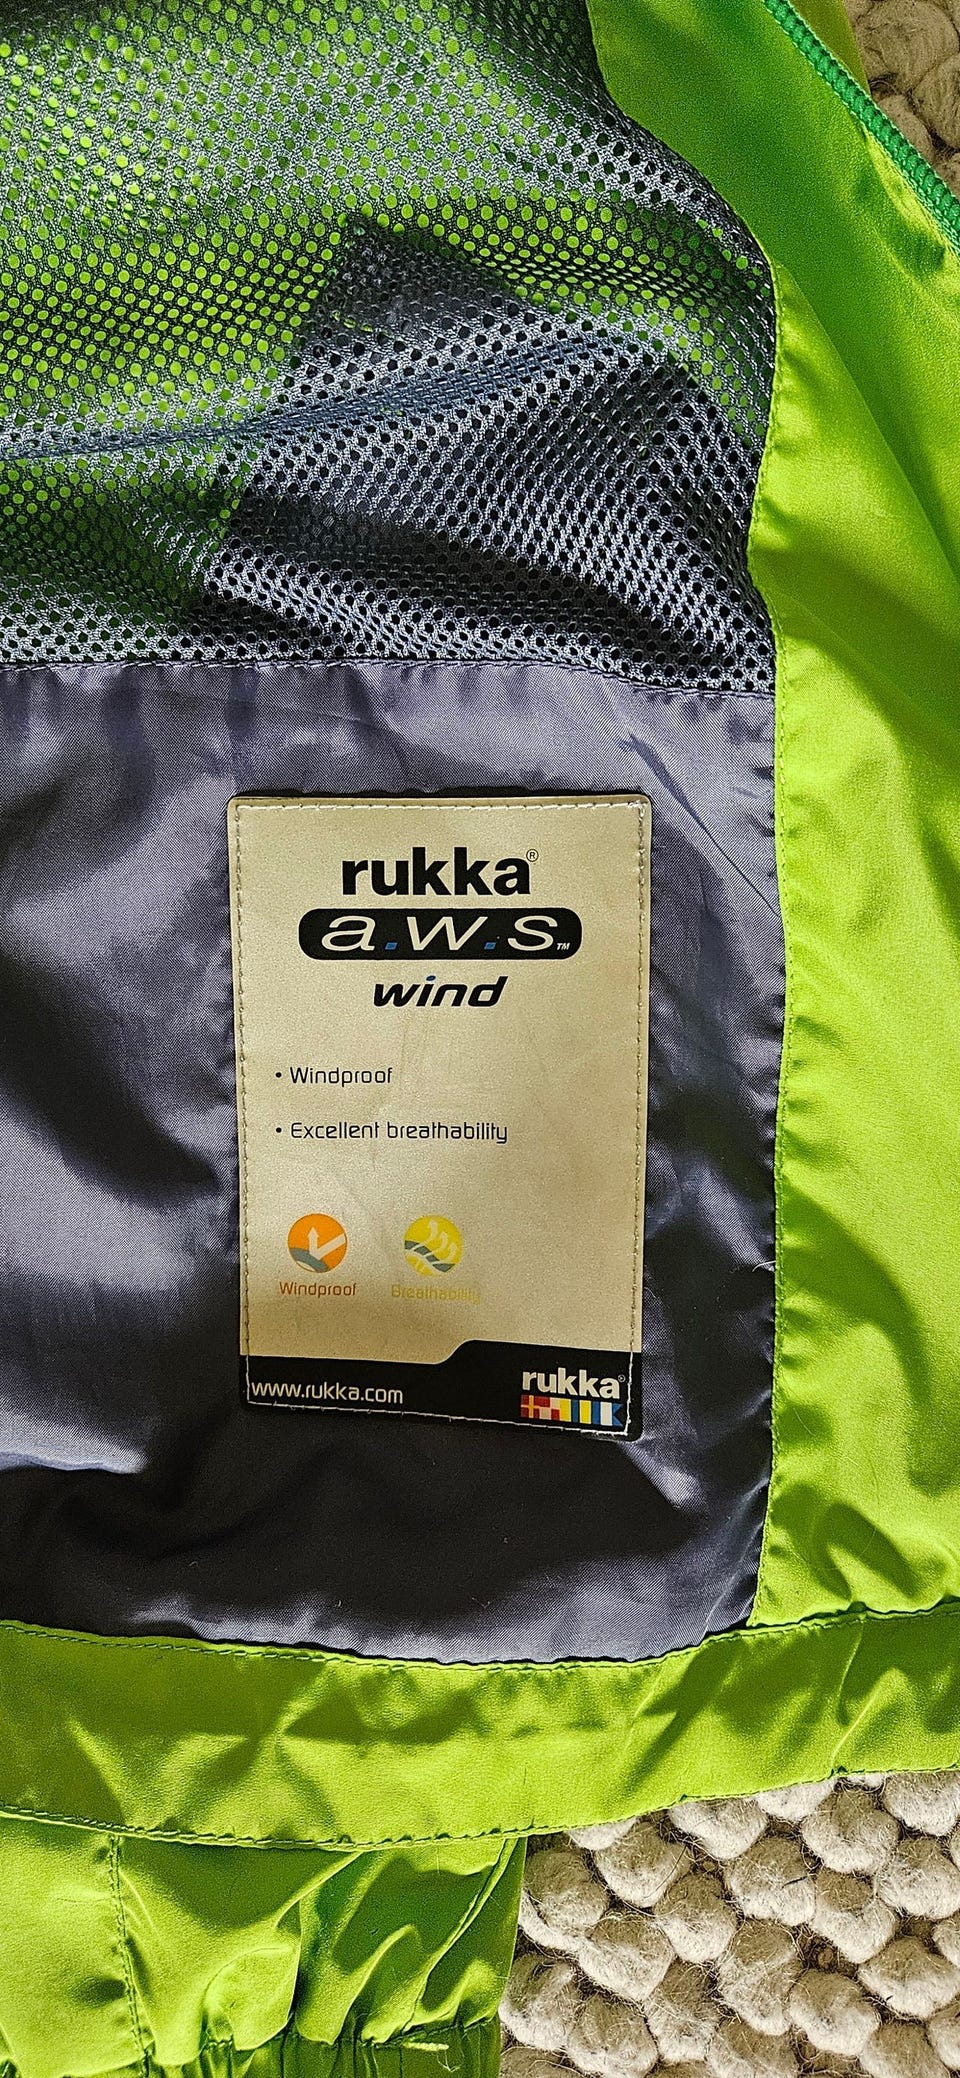 rukka®
a.w.s™
wind
• Windproof
• Excellent breathability
Windproof Breathability
www.rukka.com rukka®